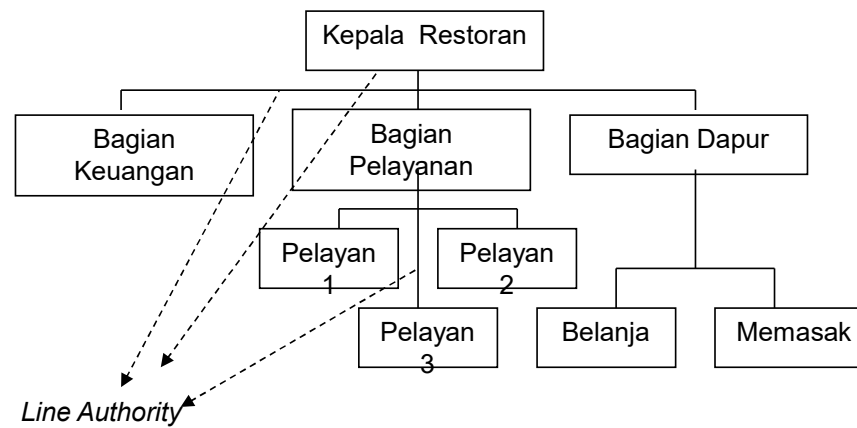 Kepala Restoran
Bagian
Keuangan
Bagian
Pelayanan
Bagian Dapur
Pelayan
1
Pelayan
2
Pelayan
3
Belanja
Memasak
Line Authority